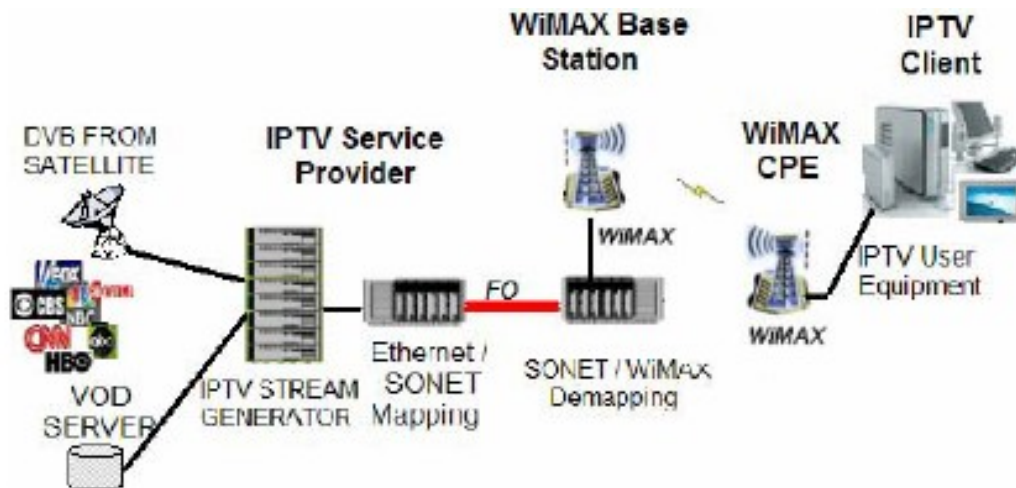 WiMAX Base
Station
IPTV
Client
DVB FROM
SATELLITE
IPTV Service
Provider
WiMAX
CPE
WiMAX
IPTV User
Equipment
WiMAX
FO
CBS
NBC
CNN
abc
HBO
VOD
SERVER
IPTV STREAM
GENERATOR
Ethernet /
SONET
Mapping
SONET / WiMAX
Demapping